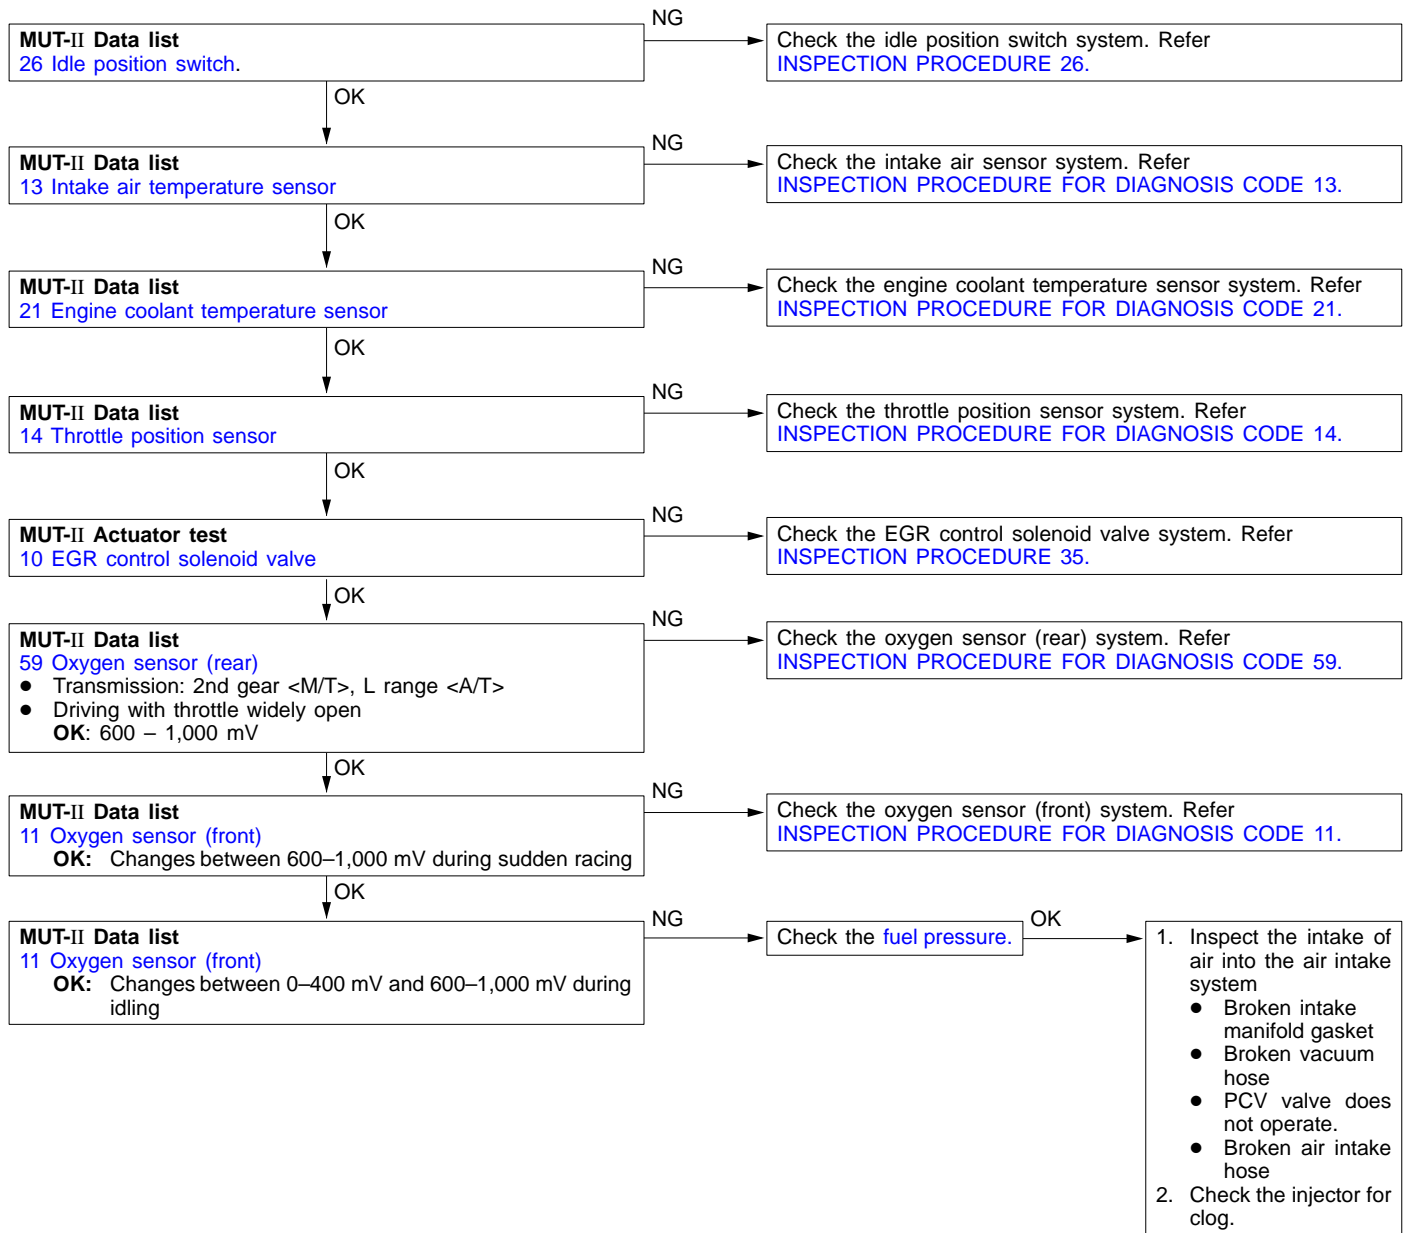 NG
MUT-II Data list
26 Idle position switch.
Check the idle position switch system. Refer
INSPECTION PROCEDURE 26.
OK
NG
MUT-II Data list
13 Intake air temperature sensor
Check the intake air sensor system. Refer
INSPECTION PROCEDURE FOR DIAGNOSIS CODE 13.
OK
NG
MUT-II Data list
21 Engine coolant temperature sensor
Check the engine coolant temperature sensor system. Refer
INSPECTION PROCEDURE FOR DIAGNOSIS CODE 21.
OK
NG
MUT-II Data list
14 Throttle position sensor
Check the throttle position sensor system. Refer
INSPECTION PROCEDURE FOR DIAGNOSIS CODE 14.
OK
NG
MUT-II Actuator test
10 EGR control solenoid valve
Check the EGR control solenoid valve system. Refer
INSPECTION PROCEDURE 35.
OK
NG
MUT-II Data list
59 Oxygen sensor (rear)
● Transmission: 2nd gear <M/T>, L range <A/T>
● Driving with throttle widely open
OK: 600 – 1,000 mV
Check the oxygen sensor (rear) system. Refer
INSPECTION PROCEDURE FOR DIAGNOSIS CODE 59.
OK
NG
MUT-II Data list
11 Oxygen sensor (front)
OK: Changes between 600–1,000 mV during sudden racing
Check the oxygen sensor (front) system. Refer
INSPECTION PROCEDURE FOR DIAGNOSIS CODE 11.
OK
NG
MUT-II Data list
11 Oxygen sensor (front)
OK: Changes between 0–400 mV and 600–1,000 mV during
idling
Check the fuel pressure.
OK
1. Inspect the intake of
air into the air intake
system
● Broken intake
manifold gasket
● Broken vacuum
hose
● PCV valve does
not operate.
● Broken air intake
hose
2. Check the injector for
clog.